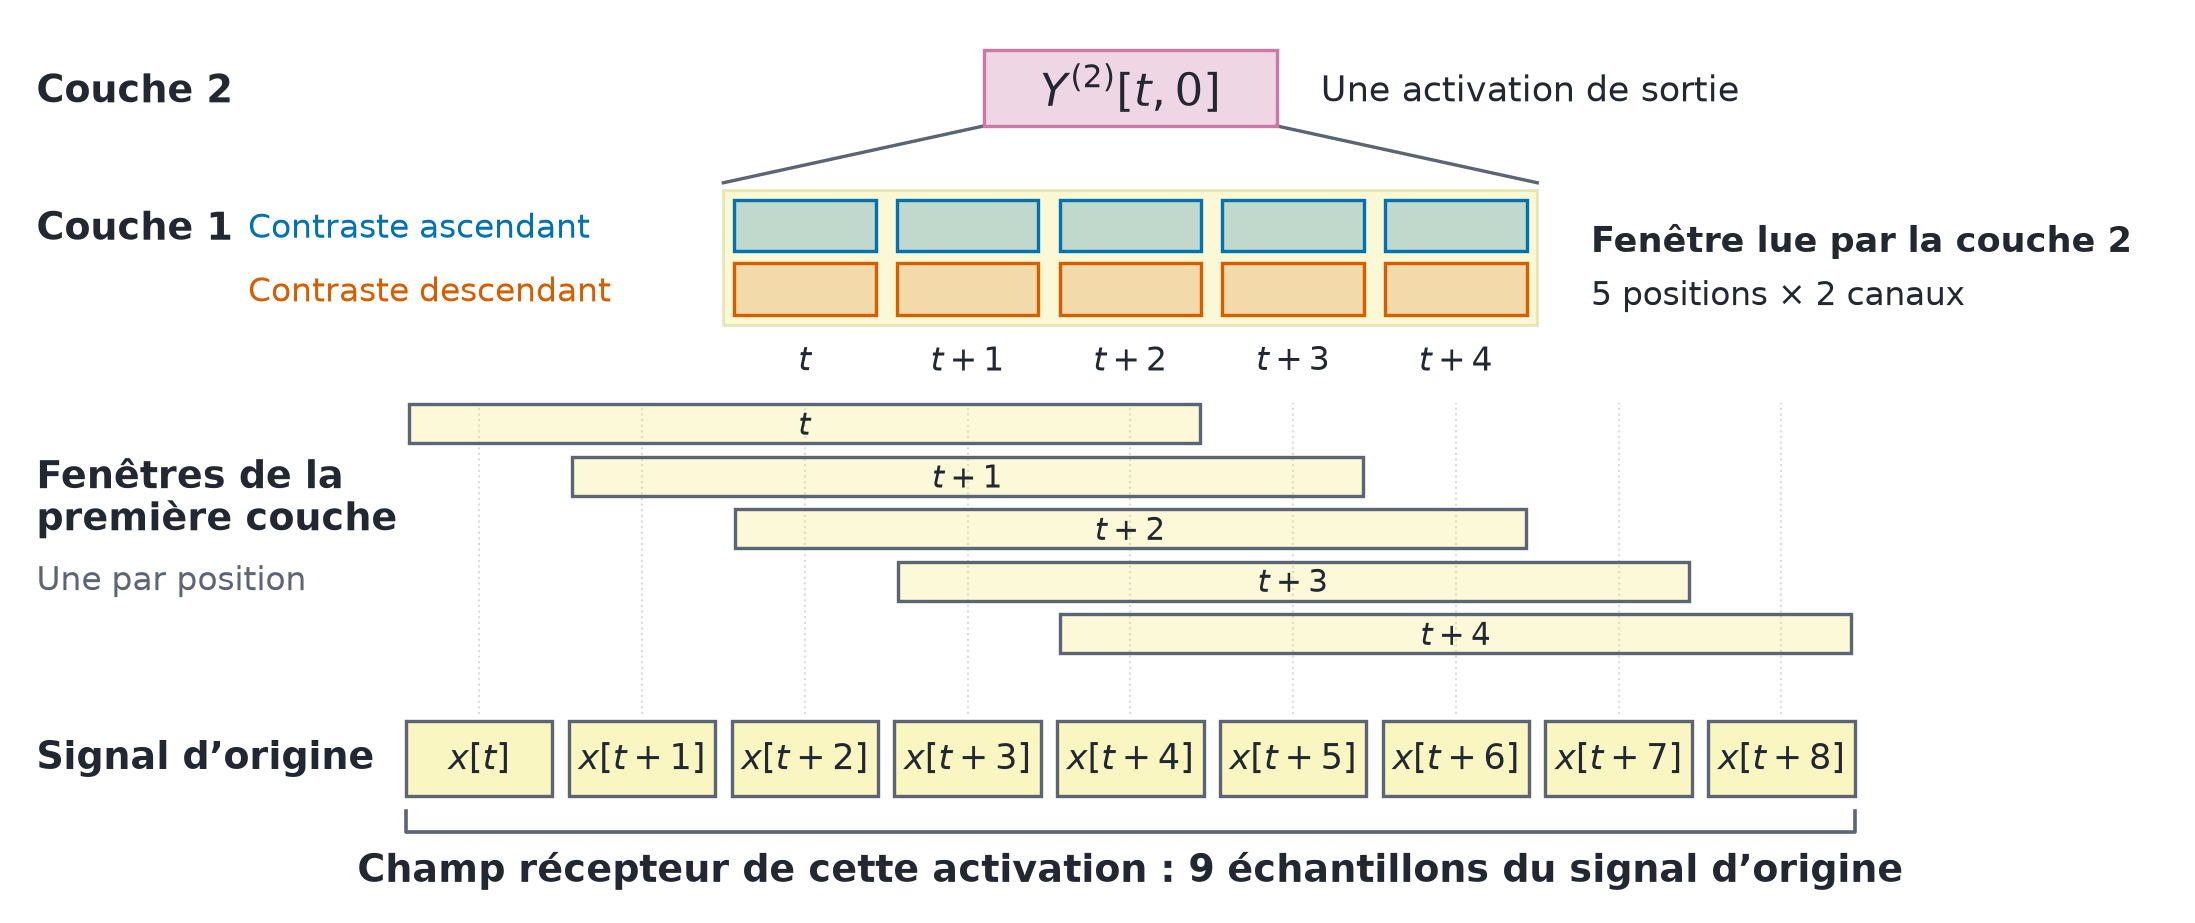 Couche 2
Y^(2)[t, 0]
Une activation de sortie
Couche 1
Contraste ascendant
Contraste descendant
Fenêtre lue par la couche 2
5 positions × 2 canaux
t
t + 1
t + 2
t + 3
t + 4
Fenêtres de la
première couche
Une par position
t
t + 1
t + 2
t + 3
t + 4
Signal d’origine
x[t]
x[t + 1]
x[t + 2]
x[t + 3]
x[t + 4]
x[t + 5]
x[t + 6]
x[t + 7]
x[t + 8]
Champ récepteur de cette activation : 9 échantillons du signal d’origine